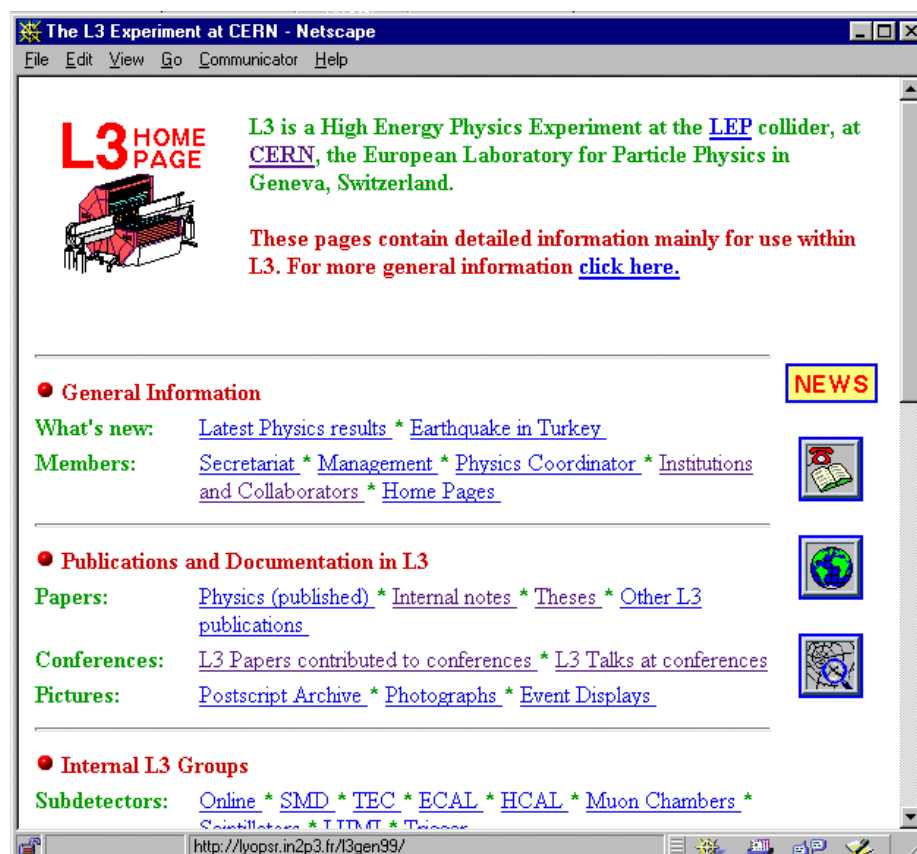 The L3 Experiment at CERN - Netscape
File Edit View Go Communicator Help
L3 HOME PAGE
L3 is a High Energy Physics Experiment at the LEP collider, at
CERN, the European Laboratory for Particle Physics in
Geneva, Switzerland.
These pages contain detailed information mainly for use within
L3. For more general information click here.
NEWS
General Information
What's new: Latest Physics results * Earthquake in Turkey
Members: Secretariat * Management * Physics Coordinator * Institutions
and Collaborators * Home Pages
Publications and Documentation in L3
Papers: Physics (published) * Internal notes * Theses * Other L3
publications
Conferences: L3 Papers contributed to conferences * L3 Talks at conferences
Pictures: Postscript Archive * Photographs * Event Displays
Internal L3 Groups
Subdetectors: Online * SMD * TEC * ECAL * HCAL * Muon Chambers *
Scintillators * LUMI * Trigger
http://lyopsr.in2p3.fr/l3gen99/